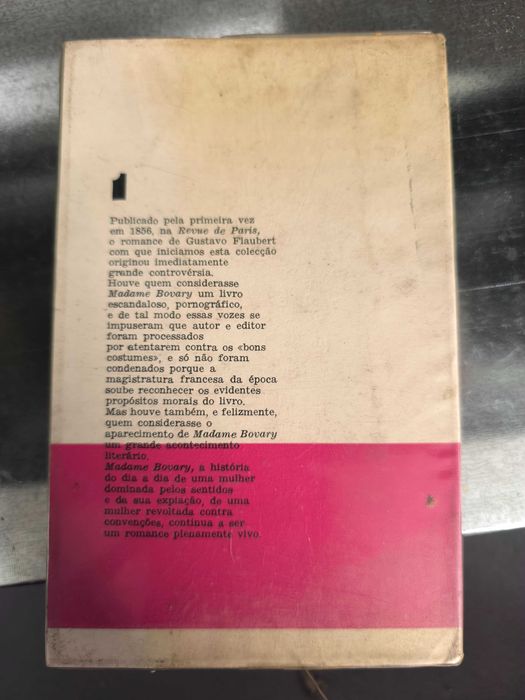 1
Publicado pela primeira vez
em 1856, na Revue de Paris,
o romance de Gustavo Flaubert
com que iniciamos esta colecção
originou imediatamente
grande controvérsia.
Houve quem considerasse
Madame Bovary um livro
escandaloso, pornográfico,
e de tal modo essas vozes se
impuseram que autor e editor
foram processados
por atentarem contra os «bons
costumes», e só não foram
condenados porque a
magistratura francesa da época
soube reconhecer os evidentes
propósitos morais do livro.
Mas houve também, e felizmente,
quem considerasse o
aparecimento de Madame Bovary
um grande acontecimento
literário.
Madame Bovary, a história
do dia a dia de uma mulher
dominada pelos sentidos
e da sua expiação, de uma
mulher revoltada contra
convenções, continua a ser
um romance plenamente vivo.